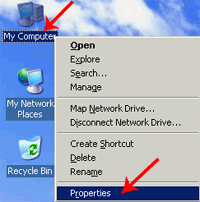 My Computer
Open
Explore
Search...
Manage
My Network
Places
Map Network Drive...
Disconnect Network Drive...
Create Shortcut
Delete
Rename
Recycle Bin
Properties